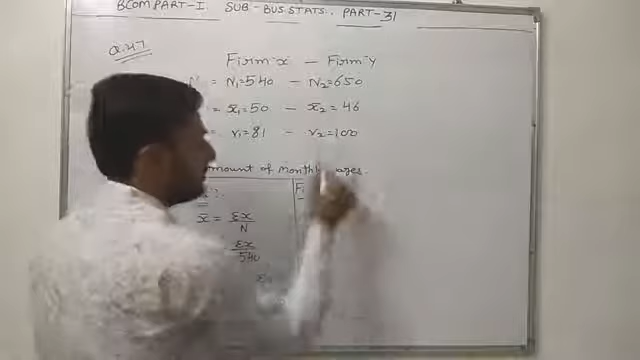 BCOM PART-I SUB-BUS STATS. PART-31
Q.47
Firm-x — Firm-y
N = N₁=540 — N₂=650
= x̄₁=50 — x̄₂=46
= v₁=81 — v₂=100
amount of monthly wages.
x̄ = Σx/N
Σx/540